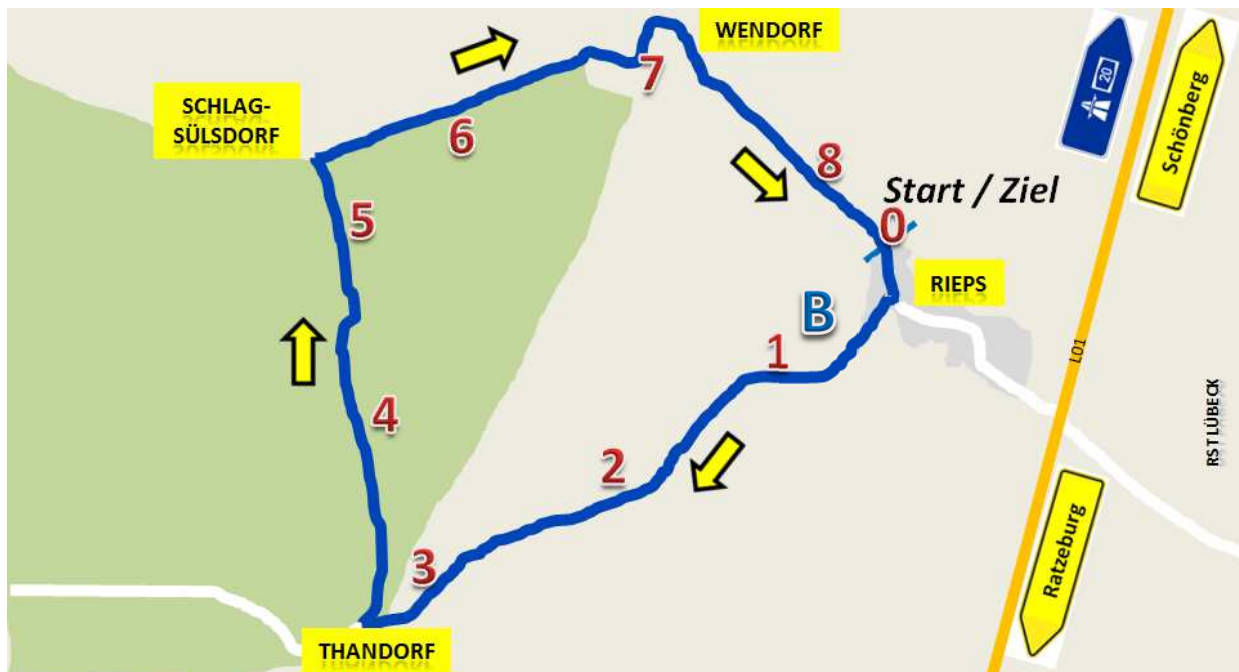 WENDORF
20
Schönberg
7
SCHLAG-
SÜLSDORF
6
8
Start / Ziel
5
0
RIEPS
B
1
L01
4
RST LÜBECK
2
3
Ratzeburg
THANDORF